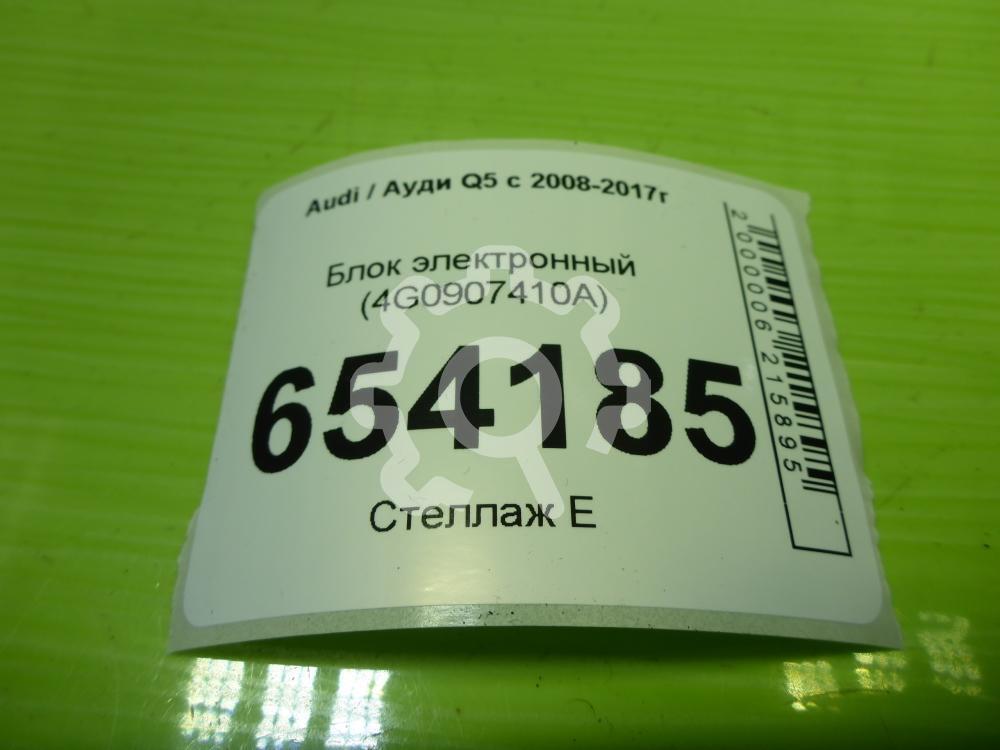 Audi / Ауди Q5 с 2008-2017г
Блок электронный
(4G0907410A)
654185
Стеллаж Е
2000006215895